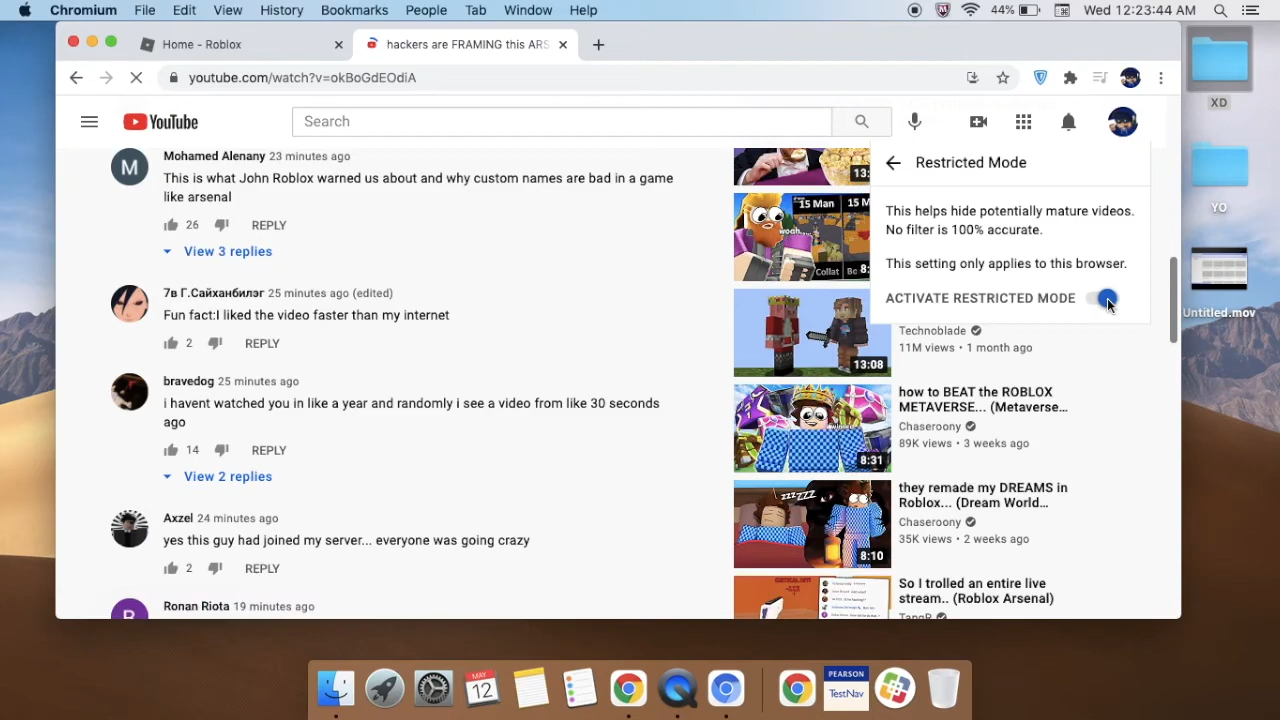 Chromium File Edit View History Bookmarks People Tab Window Help 44% Wed 12:23:44 AM
Home - Roblox hackers are FRAMING this ARS
youtube.com/watch?v=okBoGdEOdiA
YouTube Search
Mohamed Alenany 23 minutes ago
This is what John Roblox warned us about and why custom names are bad in a game
like arsenal
26 REPLY
View 3 replies
7в Г.Сайханбилэг 25 minutes ago (edited)
Fun fact:I liked the video faster than my internet
2 REPLY
bravedog 25 minutes ago
i havent watched you in like a year and randomly i see a video from like 30 seconds
ago
14 REPLY
View 2 replies
Axzel 24 minutes ago
yes this guy had joined my server... everyone was going crazy
2 REPLY
Ronan Riota 19 minutes ago
13:
15 Man 15 M
woah
Collat Be 8:
13:08
8:31
zzzzz
8:10
Restricted Mode
This helps hide potentially mature videos.
No filter is 100% accurate.
This setting only applies to this browser.
ACTIVATE RESTRICTED MODE
Technoblade
11M views • 1 month ago
how to BEAT the ROBLOX
METAVERSE... (Metaverse...
Chaseroony
89K views • 3 weeks ago
they remade my DREAMS in
Roblox... (Dream World...
Chaseroony
35K views • 2 weeks ago
So I trolled an entire live
stream.. (Roblox Arsenal)
TanqR
XD
YO
Untitled.mov
MAY
12
PEARSON
TestNav